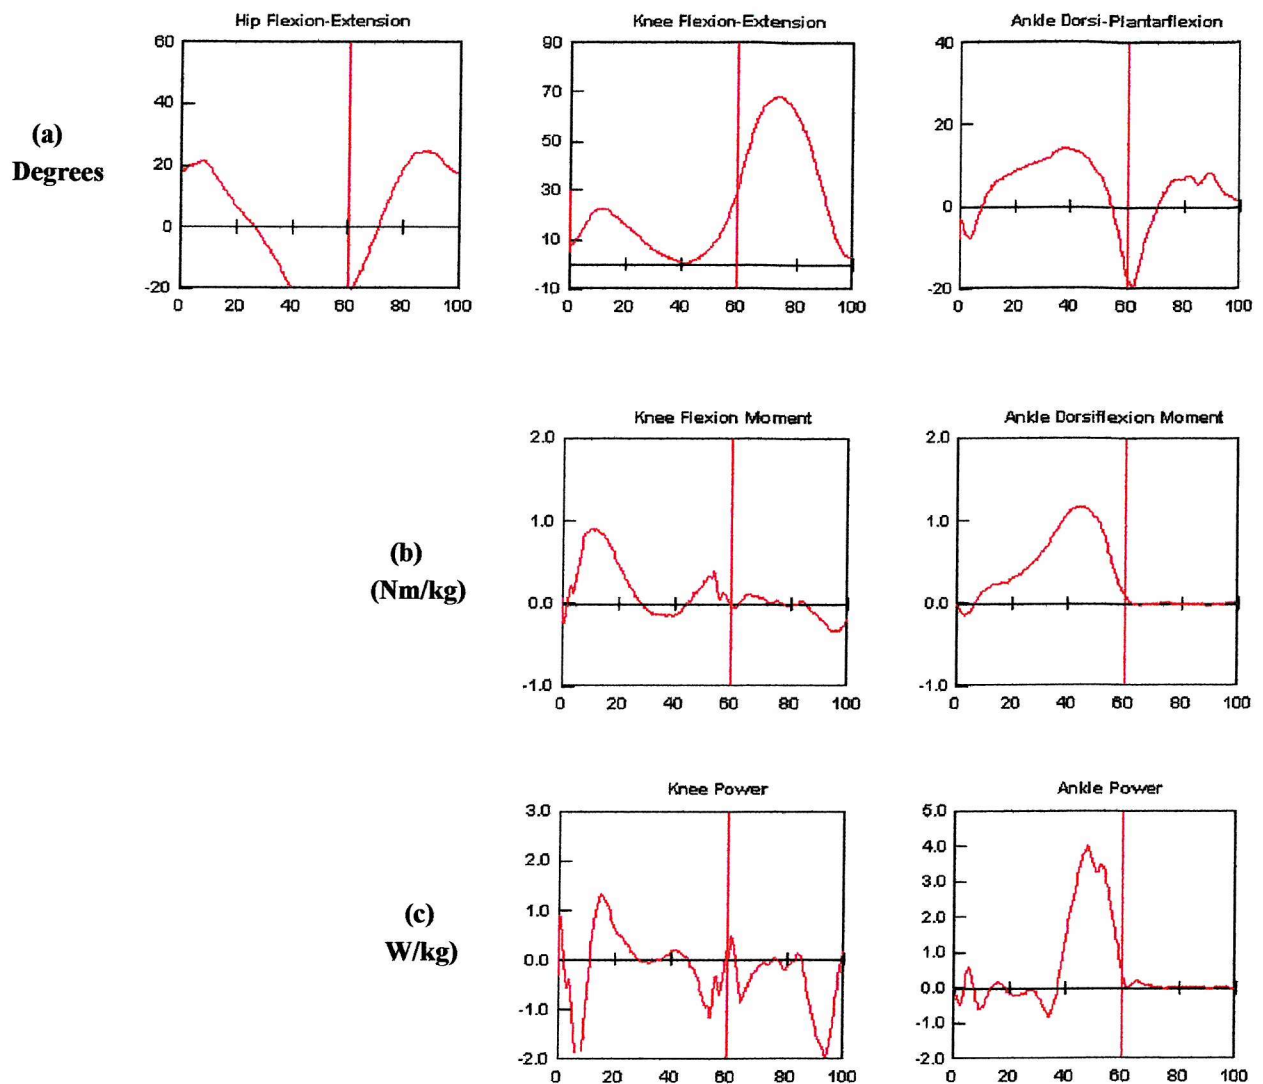 Hip Flexion-Extension
Knee Flexion-Extension
Ankle Dorsi-Plantarflexion
(a)
Degrees
60
40
20
0
-20
0 20 40 60 80 100
90
70
50
30
10
-10
0 20 40 60 80 100
40
20
0
-20
0 20 40 60 80 100
Knee Flexion Moment
Ankle Dorsiflexion Moment
(b)
(Nm/kg)
2.0
1.0
0.0
-1.0
0 20 40 60 80 100
2.0
1.0
0.0
-1.0
0 20 40 60 80 100
Knee Power
Ankle Power
(c)
W/kg)
3.0
2.0
1.0
0.0
-1.0
-2.0
0 20 40 60 80 100
5.0
4.0
3.0
2.0
1.0
0.0
-1.0
-2.0
0 20 40 60 80 100